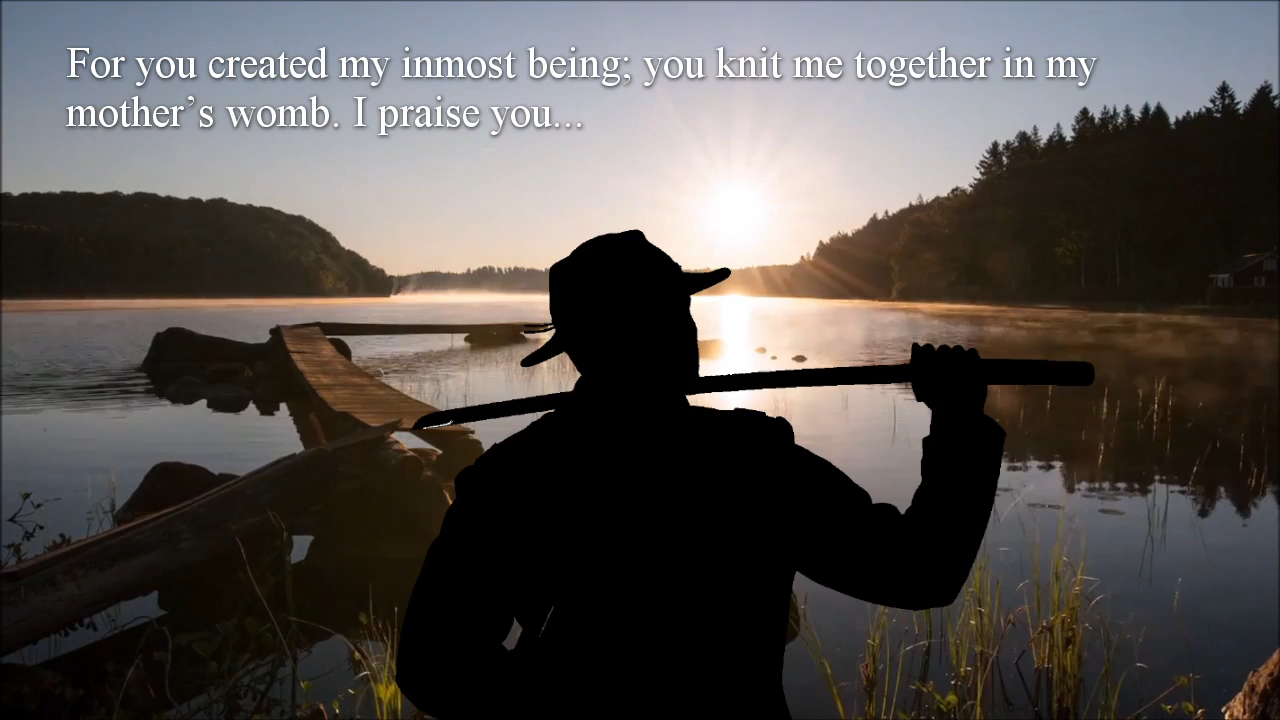 For you created my inmost being; you knit me together in my
mother’s womb. I praise you...